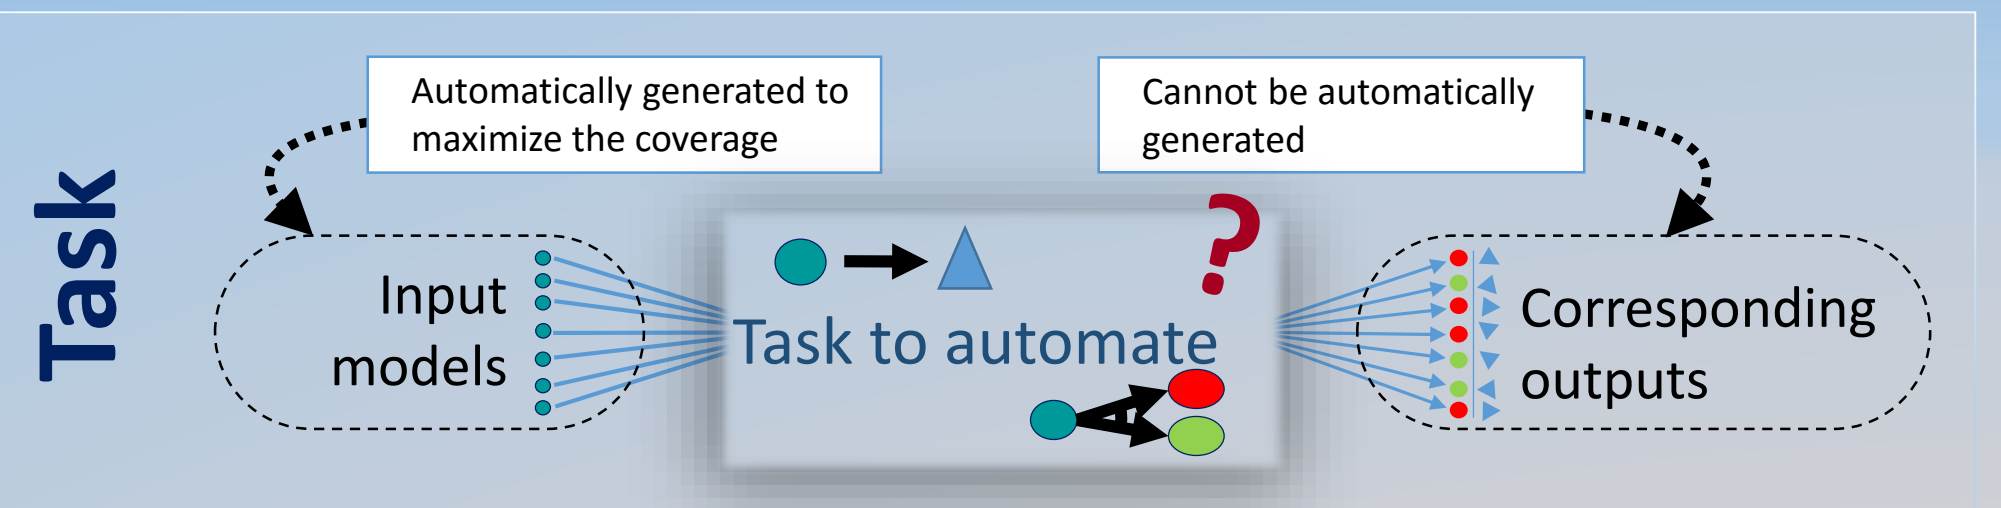 Task
Automatically generated to
maximize the coverage
Cannot be automatically
generated
Input
models
?
Task to automate
Corresponding
outputs